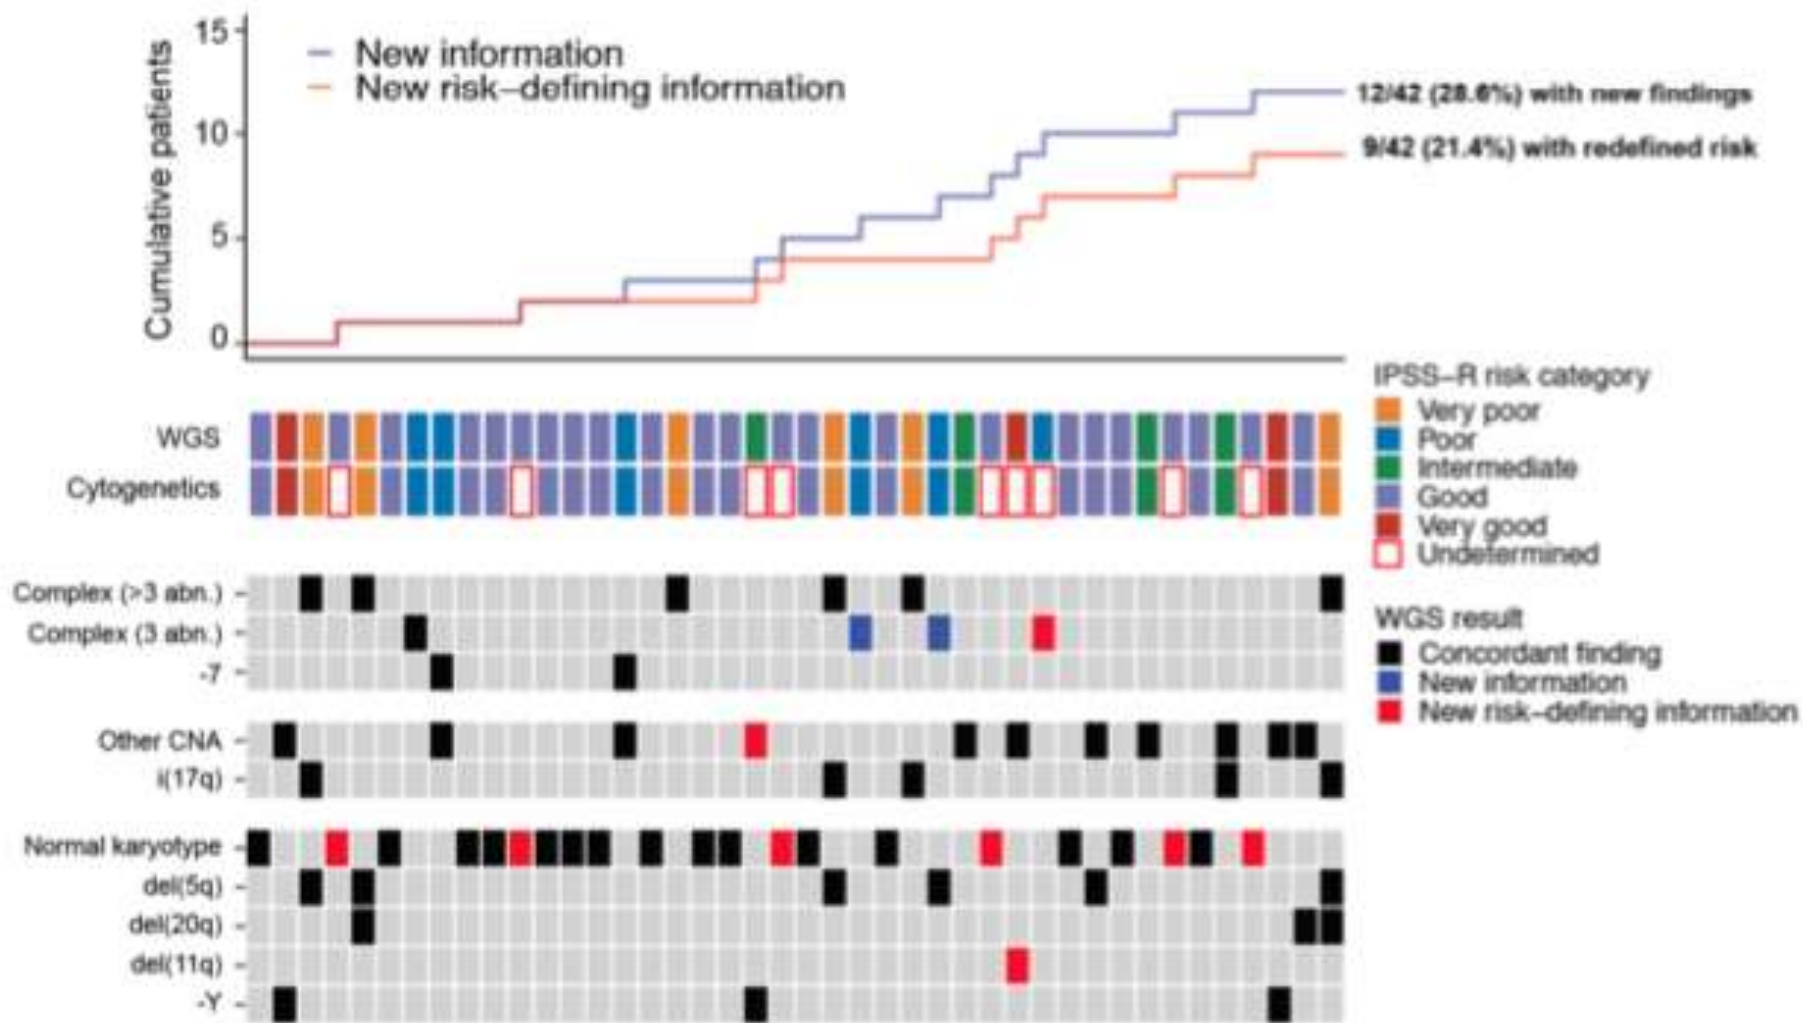 15
10
5
0
Cumulative patients
New information
New risk–defining information
12/42 (28.6%) with new findings
9/42 (21.4%) with redefined risk
WGS
Cytogenetics
IPSS–R risk category
Very poor
Poor
Intermediate
Good
Very good
Undetermined
Complex (>3 abn.)
Complex (3 abn.)
-7
Other CNA
i(17q)
Normal karyotype
del(5q)
del(20q)
del(11q)
-Y
WGS result
Concordant finding
New information
New risk–defining information